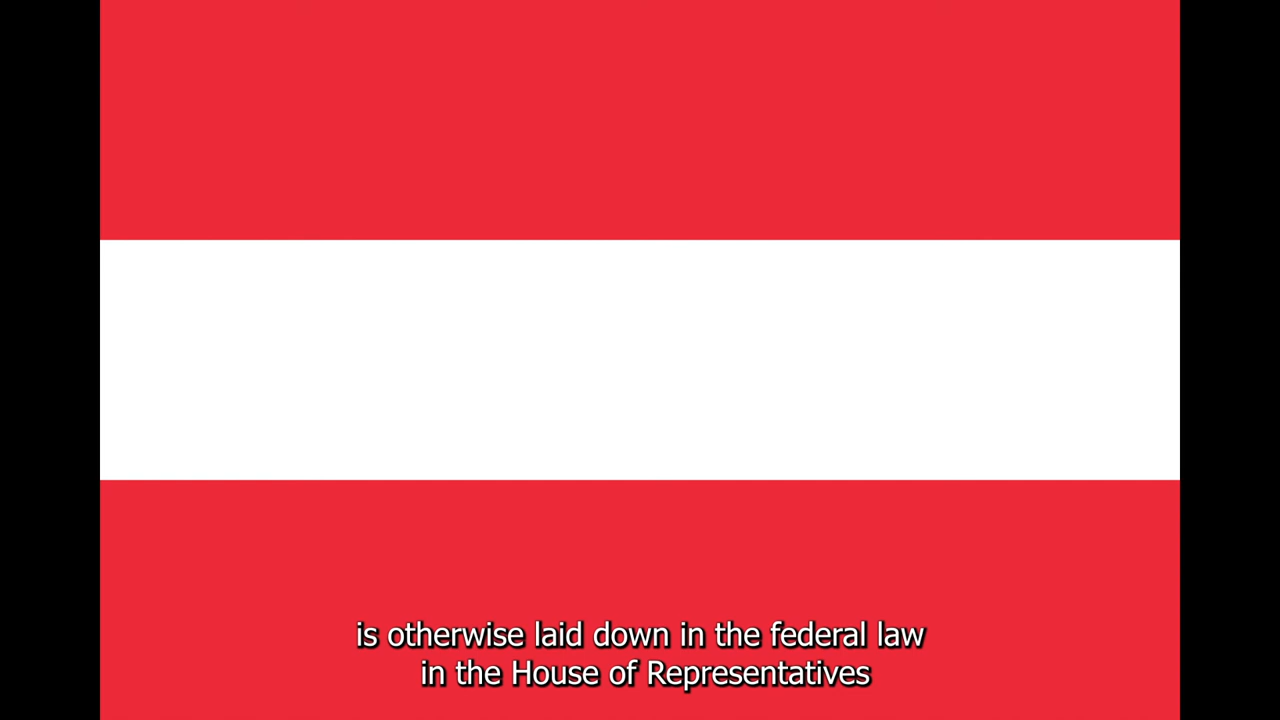 is otherwise laid down in the federal law
in the House of Representatives